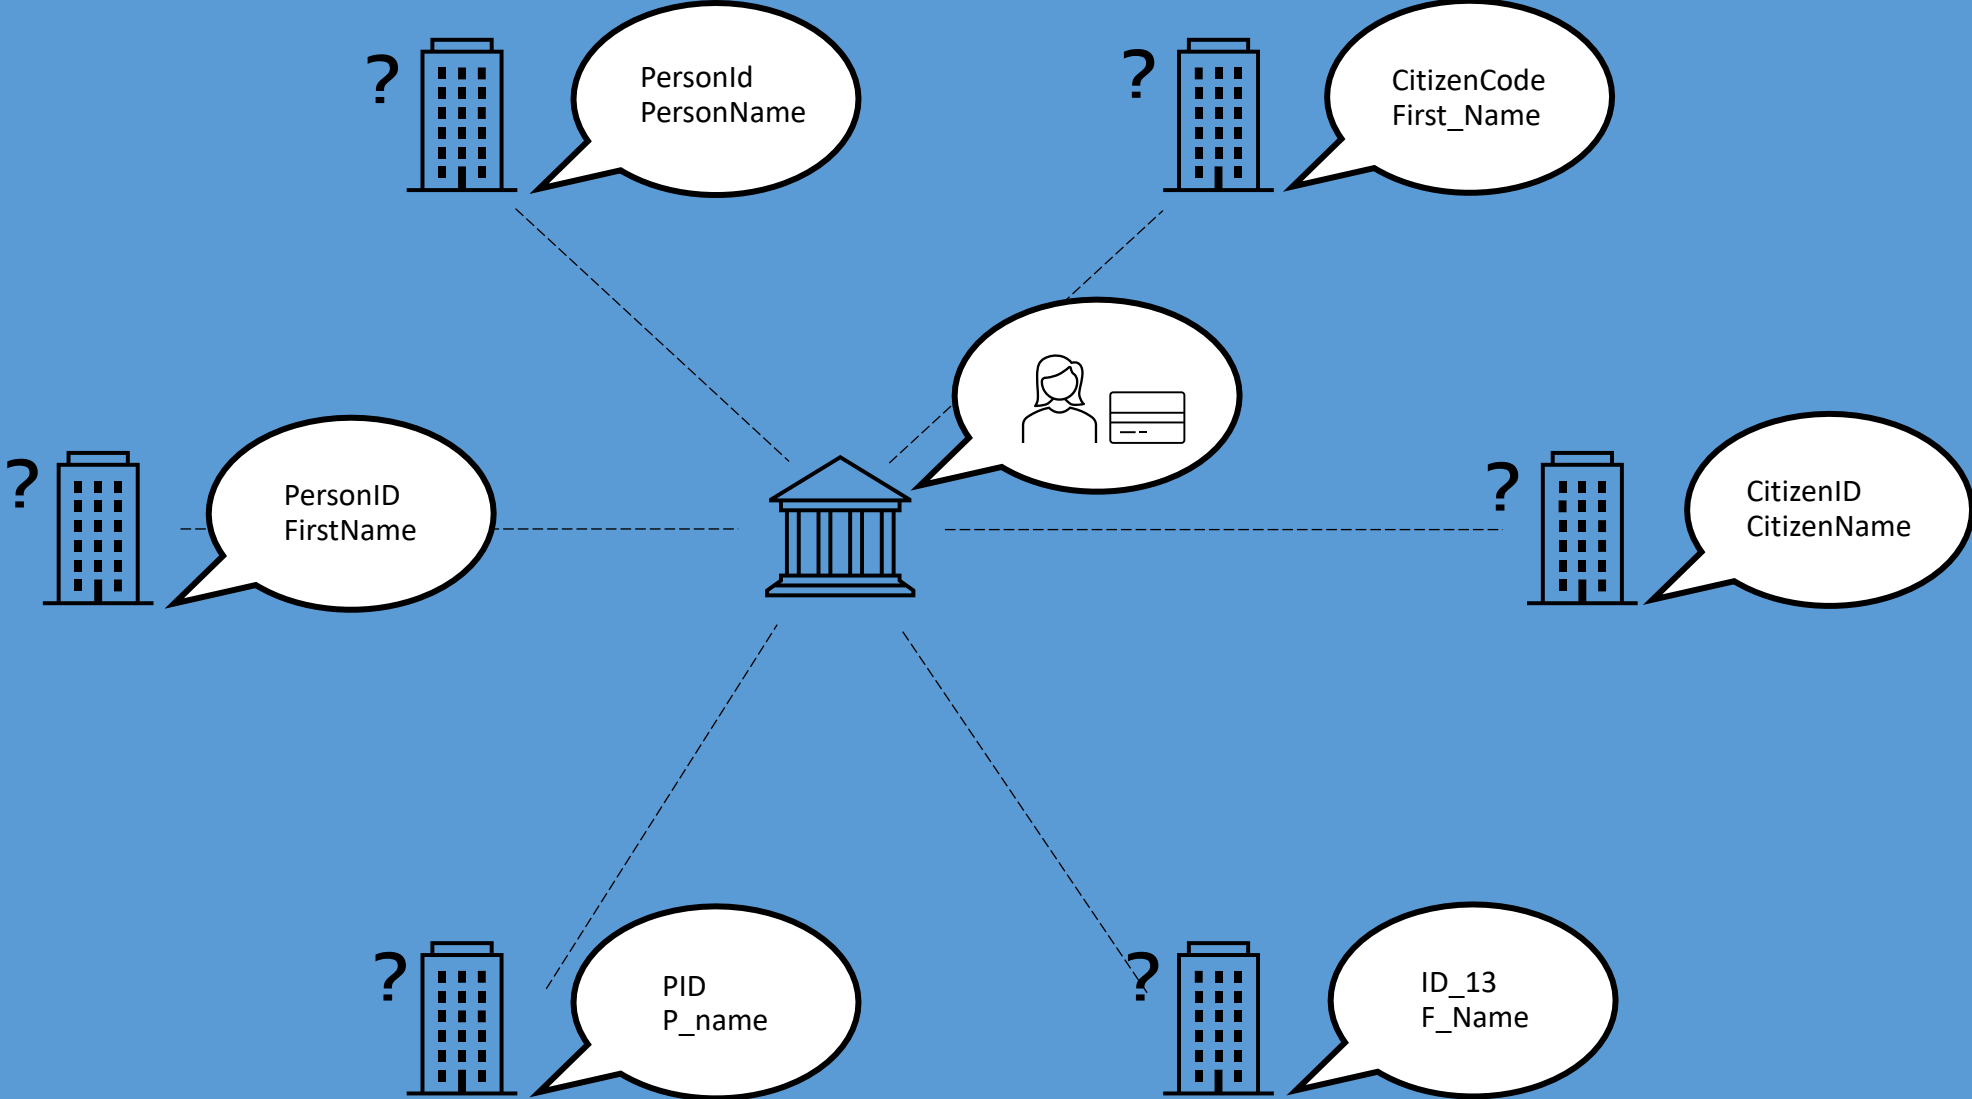 ?
PersonId
PersonName
?
CitizenCode
First_Name
?
PersonID
FirstName
?
CitizenID
CitizenName
?
PID
P_name
?
ID_13
F_Name